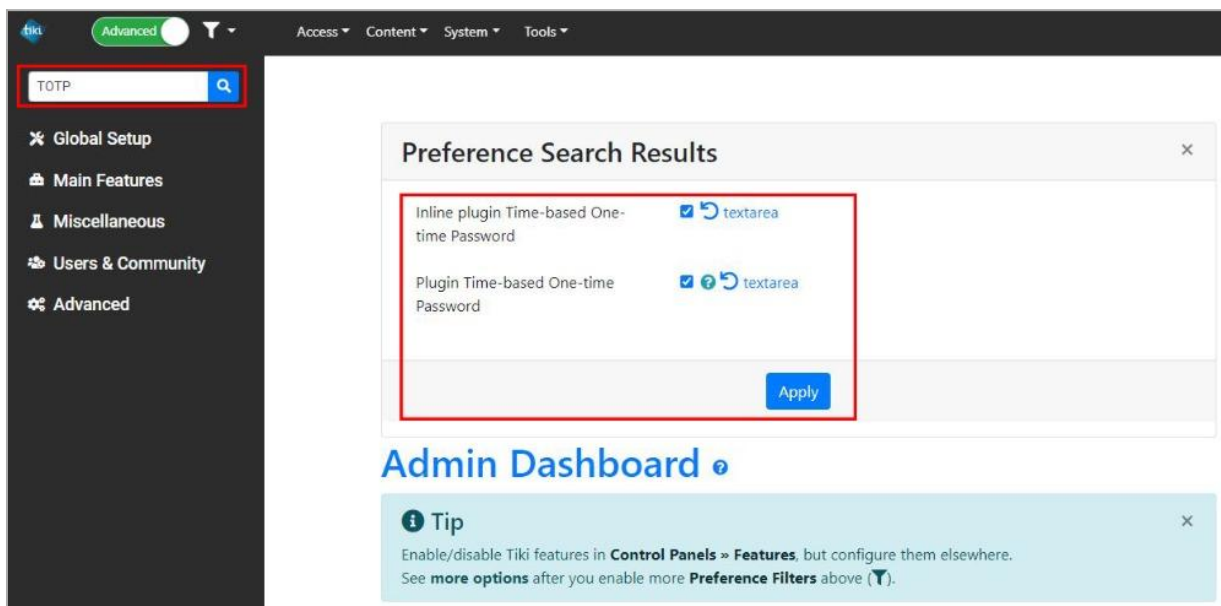 tiki
Advanced
Access Content System Tools
TOTP
Global Setup
Main Features
Miscellaneous
Users & Community
Advanced
Preference Search Results
Inline plugin Time-based One-
time Password
textarea
Plugin Time-based One-time
Password
textarea
Apply
Admin Dashboard
Tip
Enable/disable Tiki features in Control Panels » Features, but configure them elsewhere.
See more options after you enable more Preference Filters above ( ).